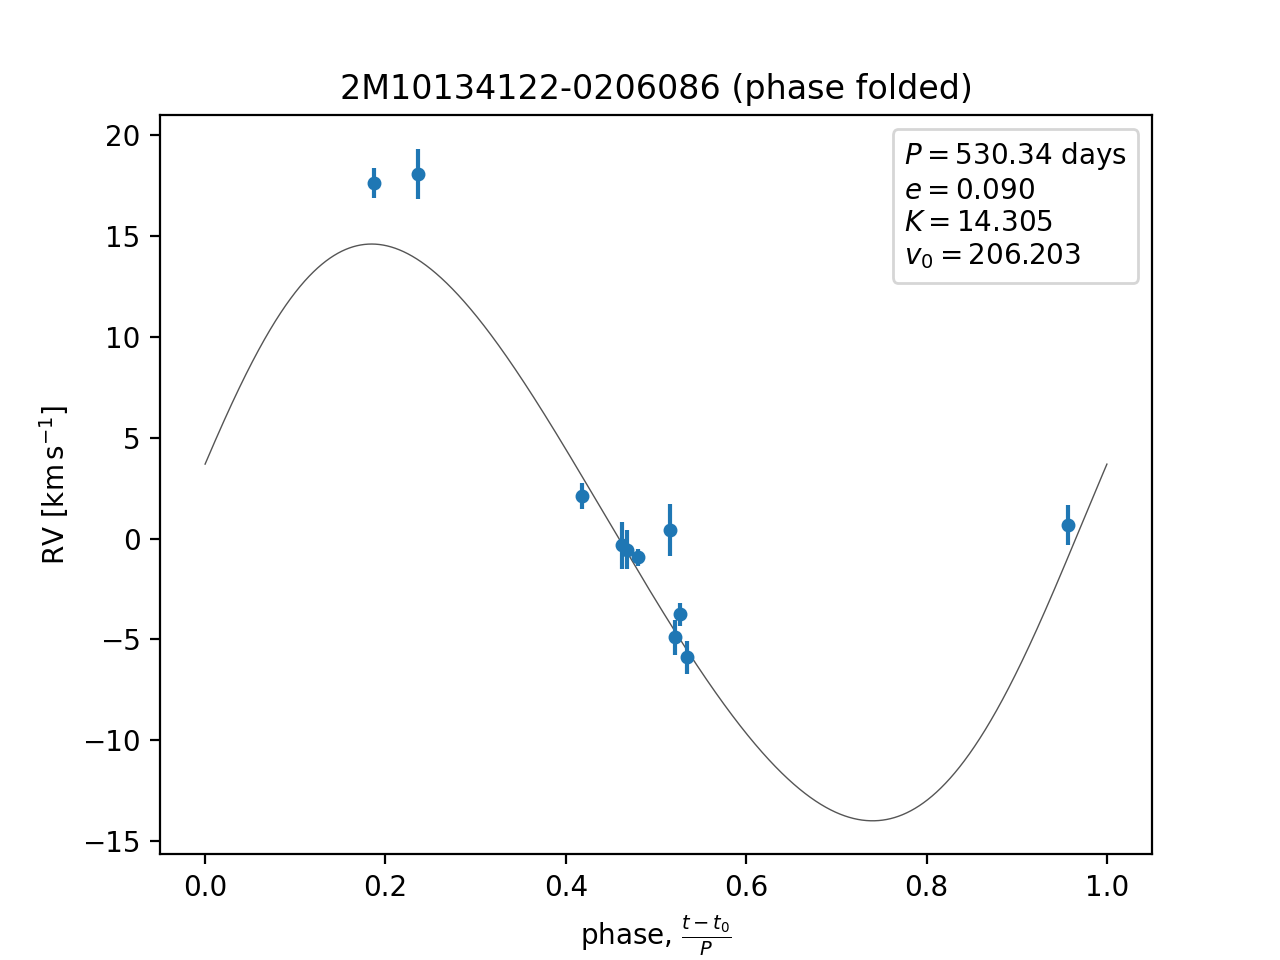 2M10134122-0206086 (phase folded)
P = 530.34 days
e = 0.090
K = 14.305
v₀ = 206.203
20
15
10
5
0
−5
−10
−15
RV [km s⁻¹]
0.0 0.2 0.4 0.6 0.8 1.0
phase, (t − t₀)/P